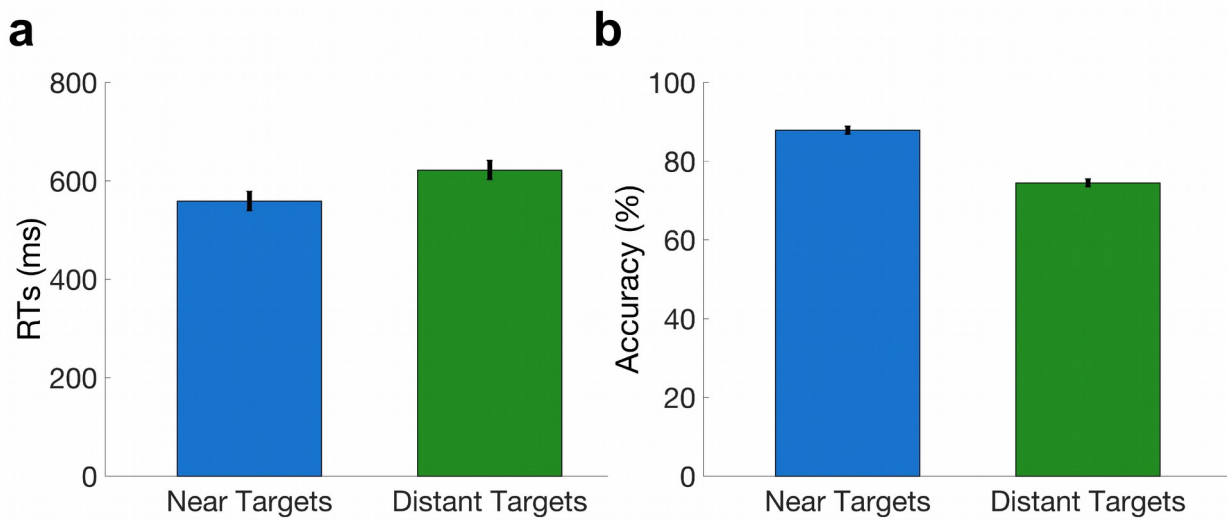 a
RTs (ms)
800
600
400
200
0
Near Targets
Distant Targets
b
Accuracy (%)
100
80
60
40
20
0
Near Targets
Distant Targets